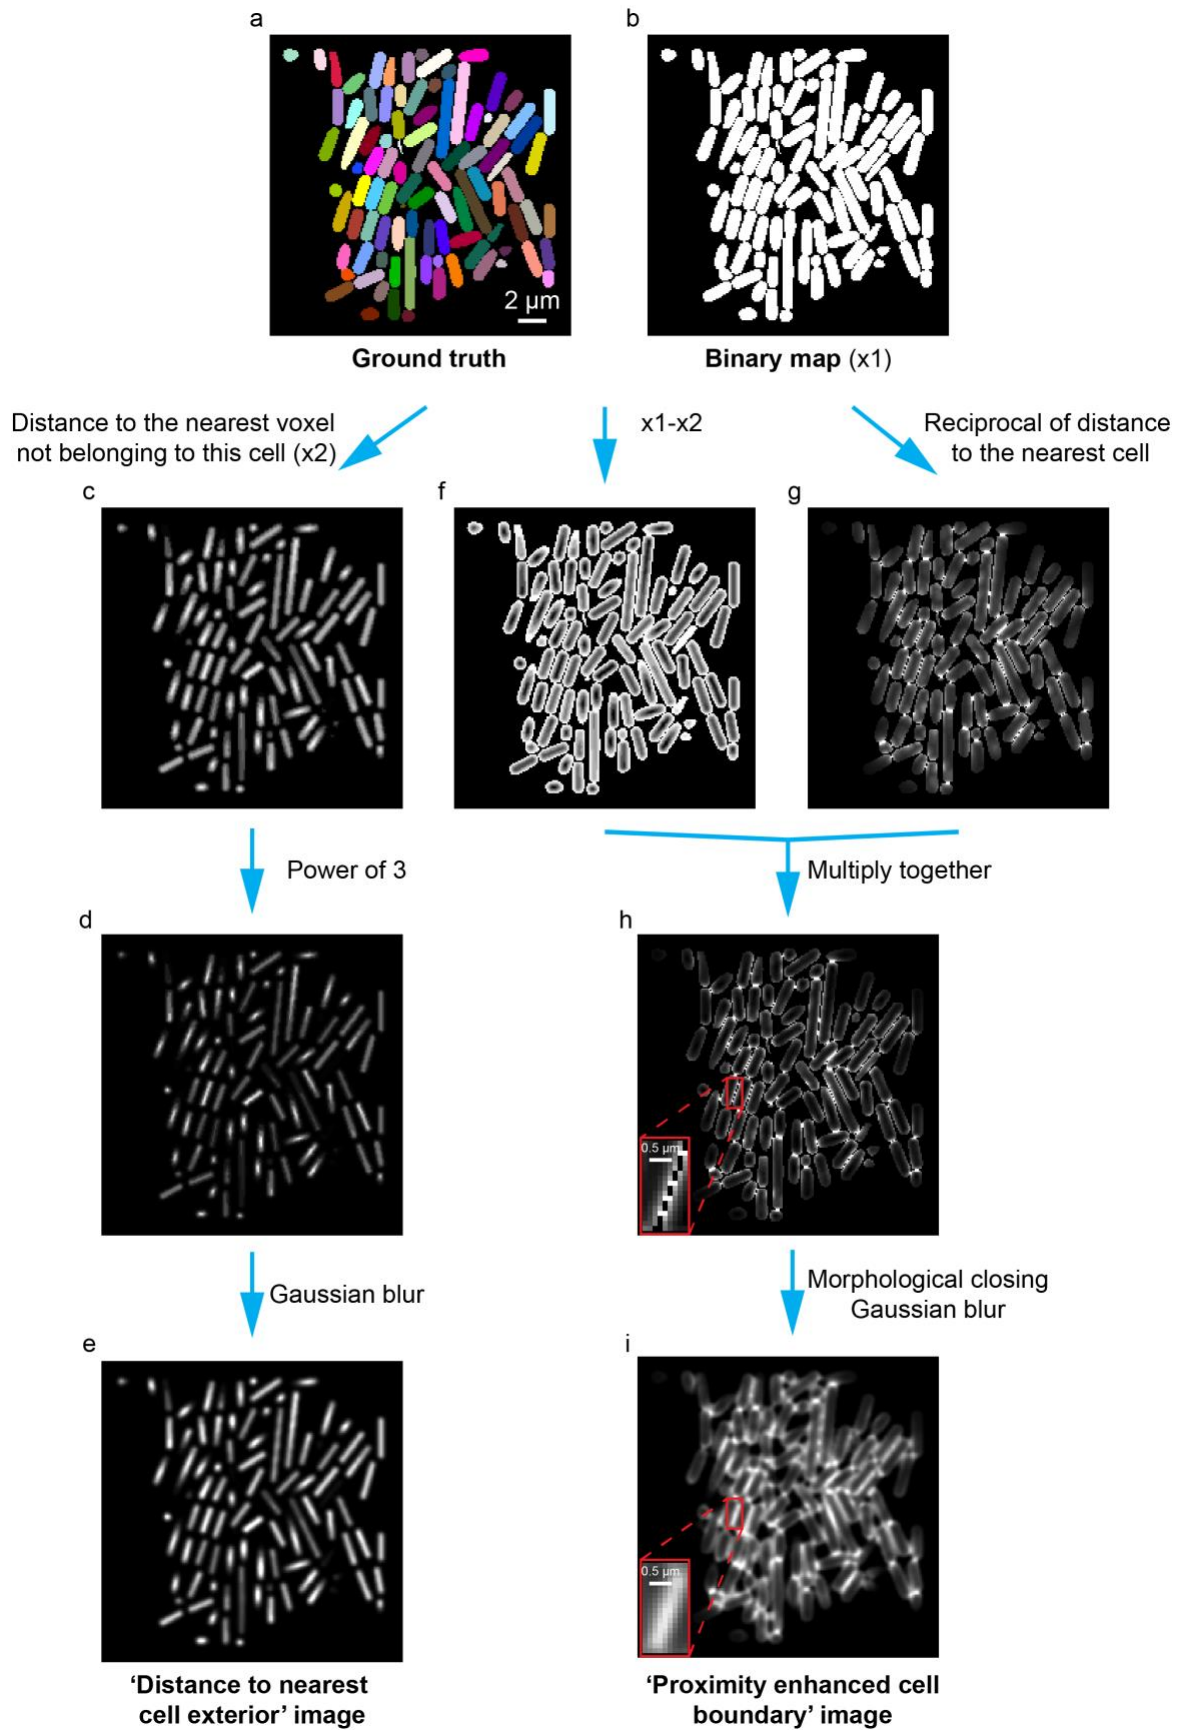 a
b
2 μm
Ground truth
Binary map (x1)
Distance to the nearest voxel
not belonging to this cell (x2)
x1-x2
Reciprocal of distance
to the nearest cell
c
f
g
Power of 3
Multiply together
d
h
0.5 μm
Gaussian blur
Morphological closing
Gaussian blur
e
i
0.5 μm
‘Distance to nearest
cell exterior’ image
‘Proximity enhanced cell
boundary’ image